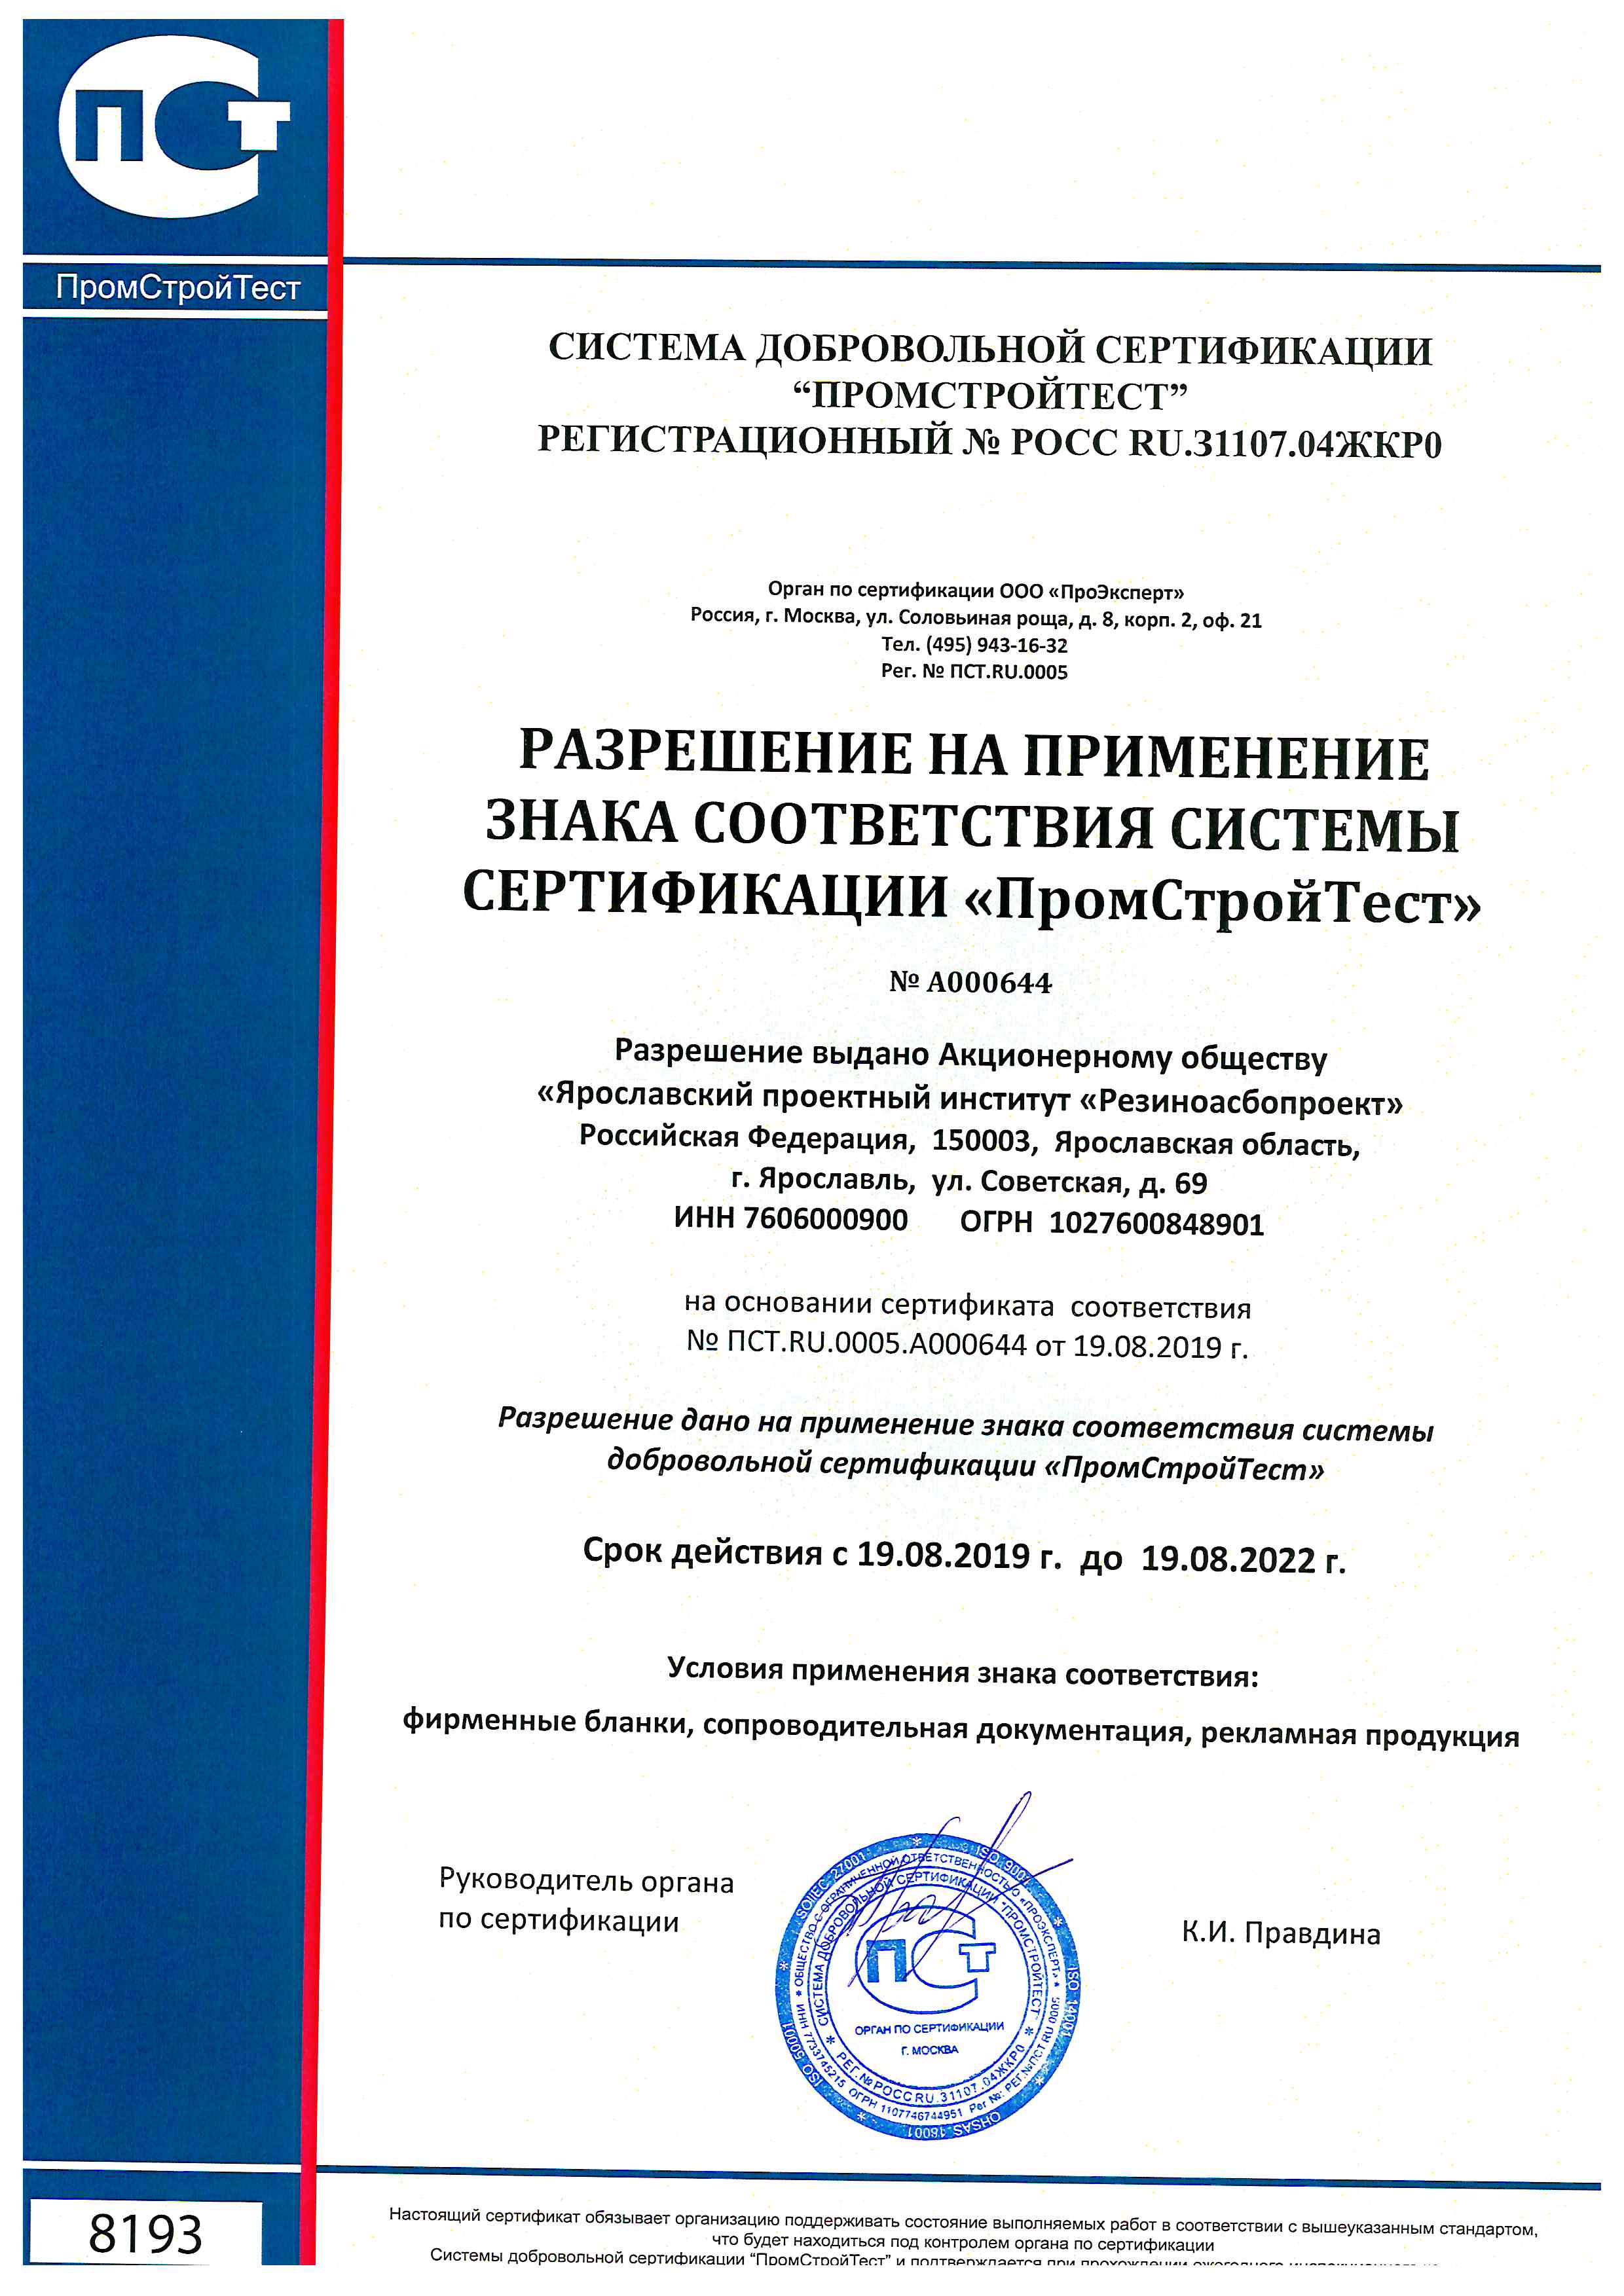 ПСТ
ПромСтройТест
СИСТЕМА ДОБРОВОЛЬНОЙ СЕРТИФИКАЦИИ
“ПРОМСТРОЙТЕСТ”
РЕГИСТРАЦИОННЫЙ № РОСС RU.З1107.04ЖКР0
Орган по сертификации ООО «ПроЭксперт»
Россия, г. Москва, ул. Соловьиная роща, д. 8, корп. 2, оф. 21
Тел. (495) 943-16-32
Рег. № ПСТ.RU.0005
РАЗРЕШЕНИЕ НА ПРИМЕНЕНИЕ
ЗНАКА СООТВЕТСТВИЯ СИСТЕМЫ
СЕРТИФИКАЦИИ «ПромСтройТест»
№ А000644
Разрешение выдано Акционерному обществу
«Ярославский проектный институт «Резиноасбопроект»
Российская Федерация, 150003, Ярославская область,
г. Ярославль, ул. Советская, д. 69
ИНН 7606000900 ОГРН 1027600848901
на основании сертификата соответствия
№ ПСТ.RU.0005.А000644 от 19.08.2019 г.
Разрешение дано на применение знака соответствия системы
добровольной сертификации «ПромСтройТест»
Срок действия с 19.08.2019 г. до 19.08.2022 г.
Условия применения знака соответствия:
фирменные бланки, сопроводительная документация, рекламная продукция
Руководитель органа
по сертификации
К.И. Правдина
ISO/IEC 27001 * ISO 9001 * ISO 14001 * OHSAS 18001 * ISO 50001 *
* ОБЩЕСТВО С ОГРАНИЧЕННОЙ ОТВЕТСТВЕННОСТЬЮ «ПРОЭКСПЕРТ» *
ИНН 7733745215 ОГРН 1107746744951 Рег №: РЕГ.№ПСТ.RU.0005
СИСТЕМА ДОБРОВОЛЬНОЙ СЕРТИФИКАЦИИ "ПРОМСТРОЙТЕСТ"
* РЕГ.№ РОСС RU.31107.04ЖКР0 *
ПСТ
ОРГАН ПО СЕРТИФИКАЦИИ
Г. МОСКВА
8193
Настоящий сертификат обязывает организацию поддерживать состояние выполняемых работ в соответствии с вышеуказанным стандартом,
что будет находиться под контролем органа по сертификации
Системы добровольной сертификации “ПромСтройТест” и подтверждается при прохождении ежегодного